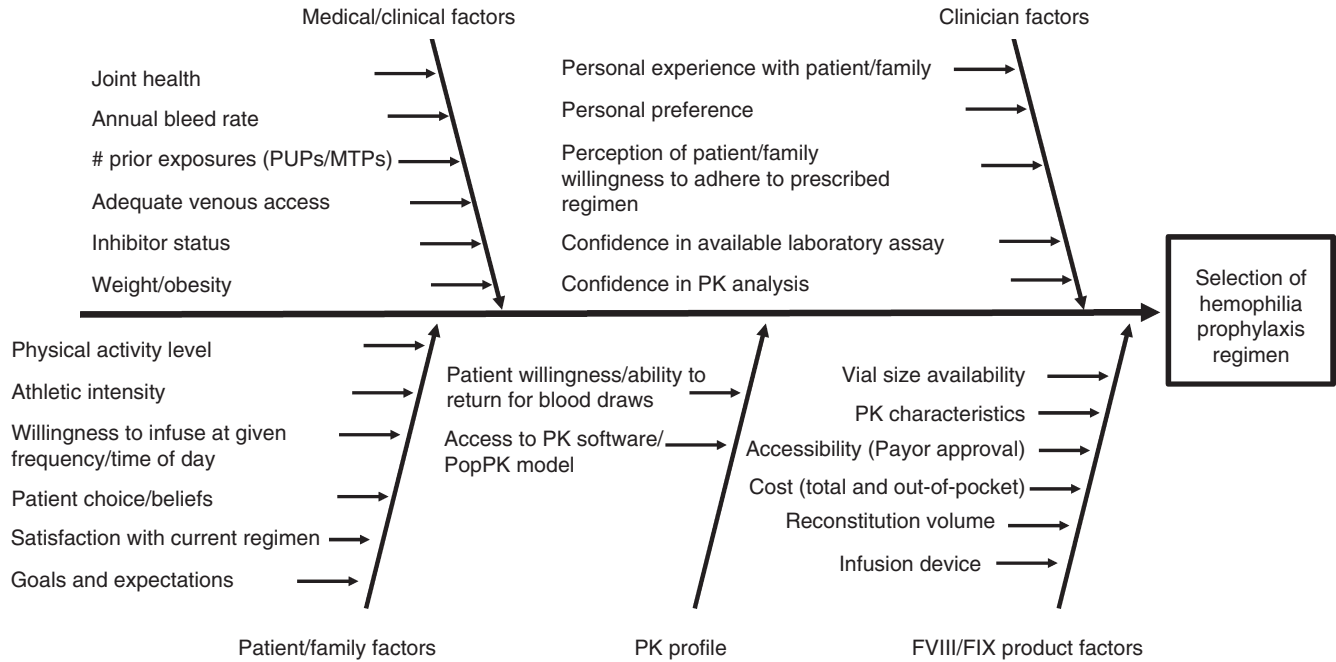 Medical/clinical factors
Joint health
Annual bleed rate
# prior exposures (PUPs/MTPs)
Adequate venous access
Inhibitor status
Weight/obesity
Clinician factors
Personal experience with patient/family
Personal preference
Perception of patient/family
willingness to adhere to prescribed
regimen
Confidence in available laboratory assay
Confidence in PK analysis
Selection of
hemophilia
prophylaxis
regimen
Physical activity level
Athletic intensity
Willingness to infuse at given
frequency/time of day
Patient choice/beliefs
Satisfaction with current regimen
Goals and expectations
Patient/family factors
Patient willingness/ability to
return for blood draws
Access to PK software/
PopPK model
PK profile
Vial size availability
PK characteristics
Accessibility (Payor approval)
Cost (total and out-of-pocket)
Reconstitution volume
Infusion device
FVIII/FIX product factors